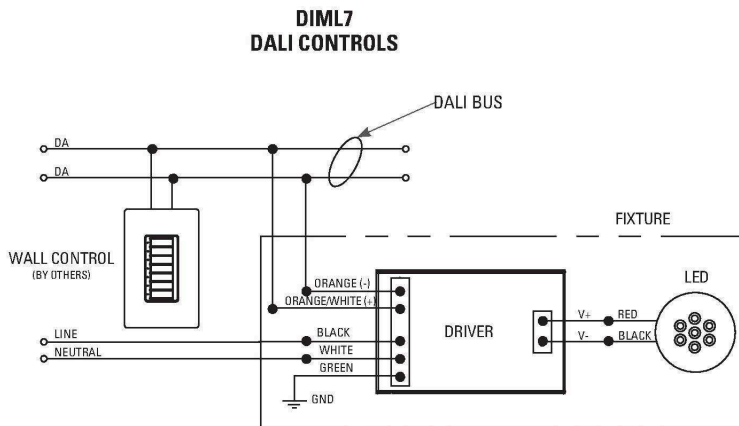 DIML7
DALI CONTROLS
DALI BUS
DA
DA
FIXTURE
WALL CONTROL
(BY OTHERS)
LED
ORANGE (-)
ORANGE/WHITE (+)
V+
RED
LINE
BLACK
DRIVER
V-
BLACK
NEUTRAL
WHITE
GREEN
GND